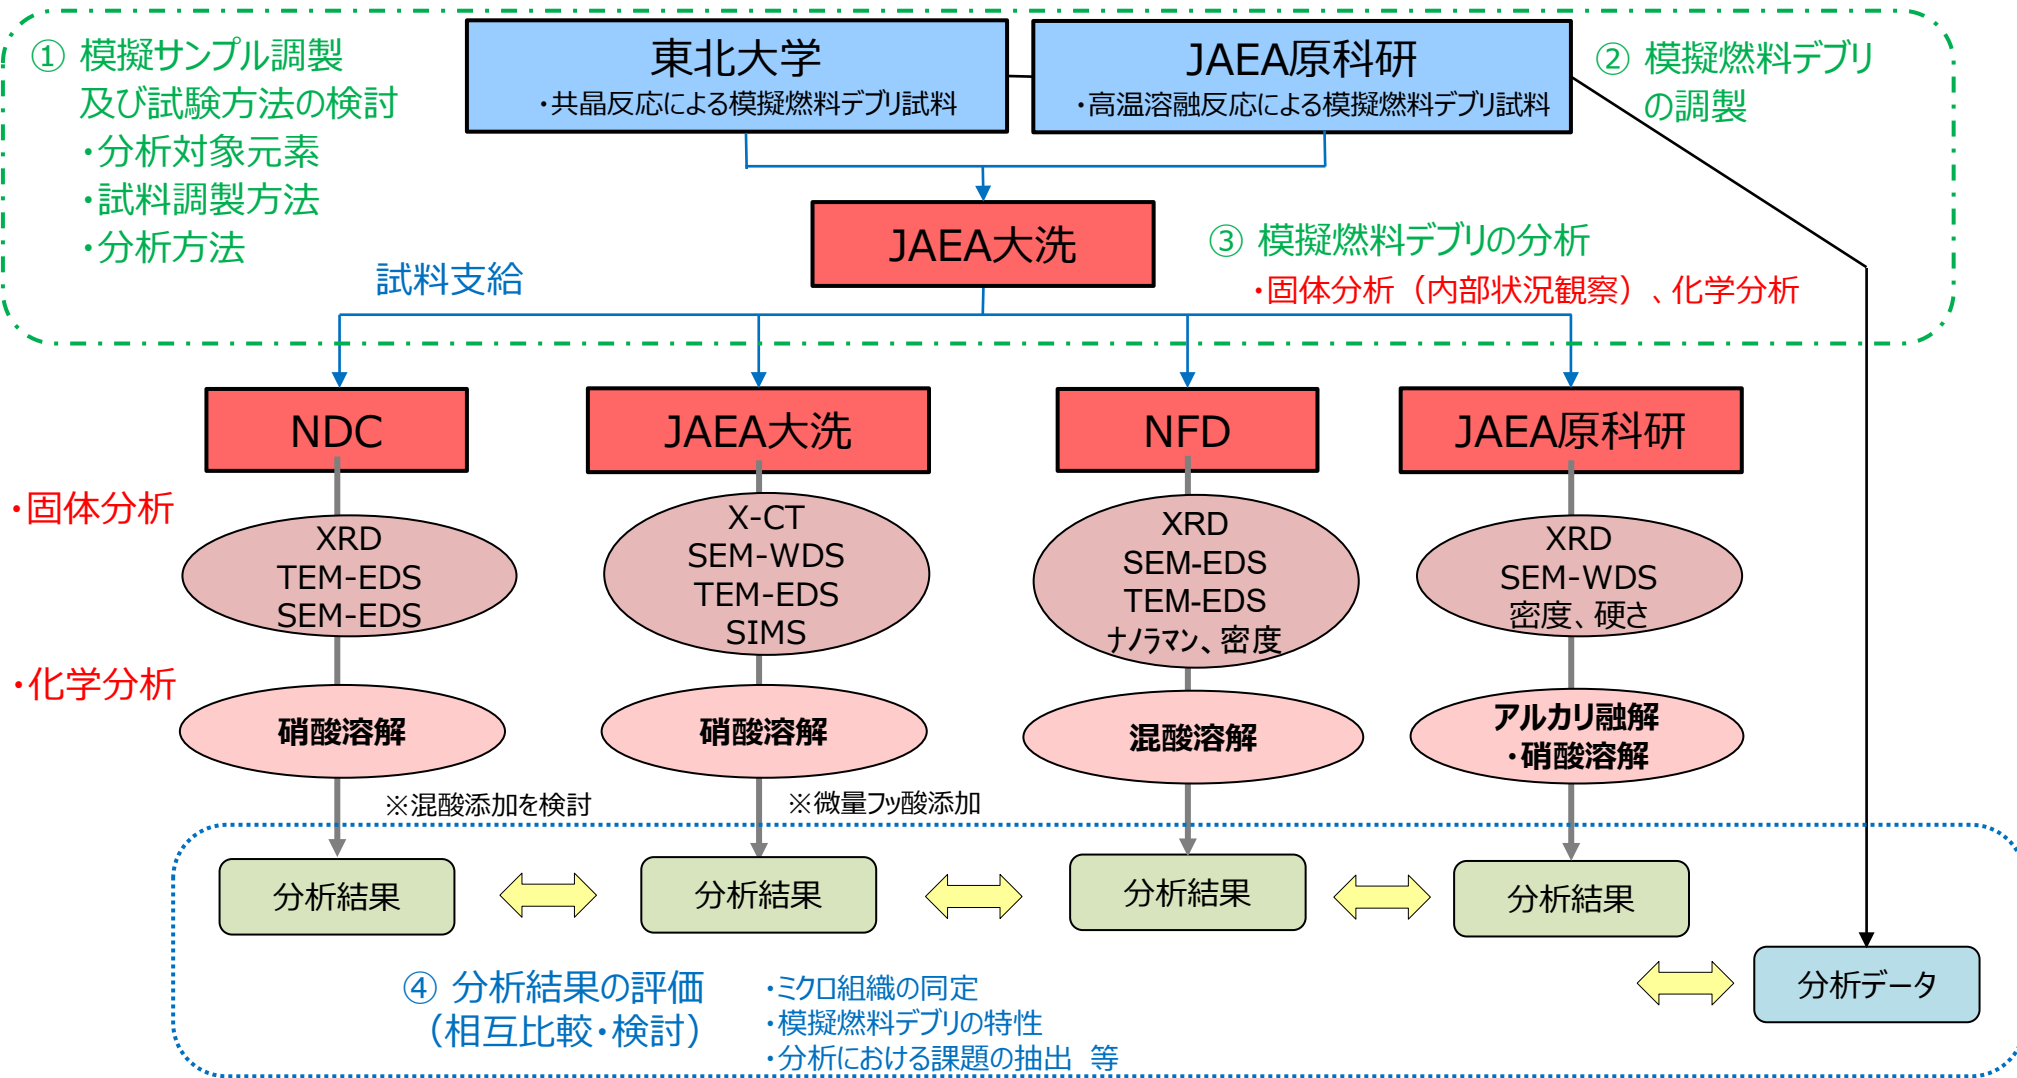 ① 模擬サンプル調製
及び試験方法の検討
・分析対象元素
・試料調製方法
・分析方法
東北大学
・共晶反応による模擬燃料デブリ試料
JAEA原科研
・高温溶融反応による模擬燃料デブリ試料
② 模擬燃料デブリ
の調製
JAEA大洗
③ 模擬燃料デブリの分析
・固体分析（内部状況観察）、化学分析
試料支給
NDC
JAEA大洗
NFD
JAEA原科研
・固体分析
XRD
TEM-EDS
SEM-EDS
X-CT
SEM-WDS
TEM-EDS
SIMS
XRD
SEM-EDS
TEM-EDS
ナノラマン、密度
XRD
SEM-WDS
密度、硬さ
・化学分析
硝酸溶解
硝酸溶解
混酸溶解
アルカリ融解
・硝酸溶解
※混酸添加を検討
※微量フッ酸添加
分析結果
分析結果
分析結果
分析結果
分析データ
④ 分析結果の評価
（相互比較・検討）
・ミクロ組織の同定
・模擬燃料デブリの特性
・分析における課題の抽出 等